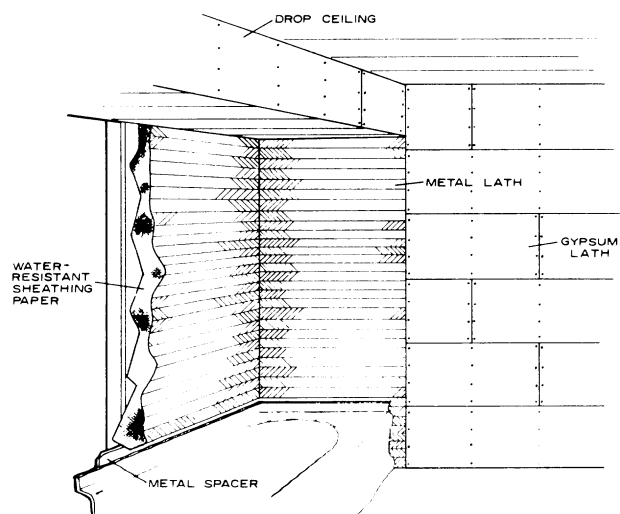 DROP CEILING
METAL LATH
GYPSUM
LATH
WATER-
RESISTANT
SHEATHING
PAPER
METAL SPACER